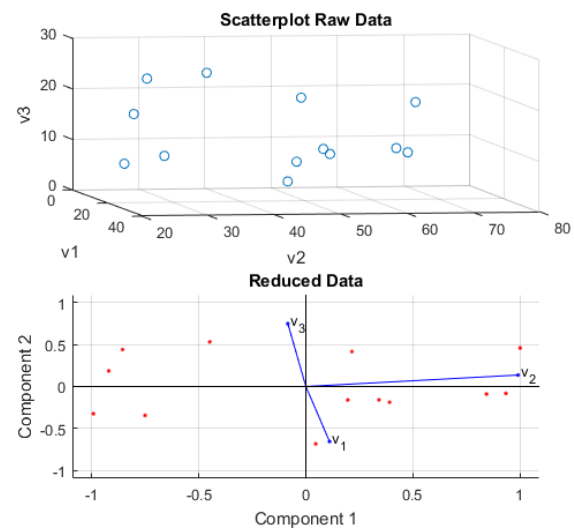 Scatterplot Raw Data
30
20
10
0
v3
0
20
40
v1
20
30
40
50
60
70
80
v2
Reduced Data
1
0.5
0
-0.5
-1
Component 2
v3
v2
v1
-1
-0.5
0
0.5
1
Component 1